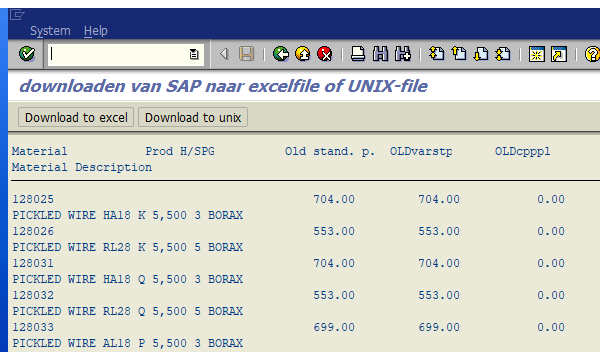 System Help
downloaden van SAP naar excelfile of UNIX-file
Download to excel Download to unix
Material Prod H/SPG Old stand. p. OLDvarstp OLDcpppl
Material Description
128025 704.00 704.00 0.00
PICKLED WIRE HA18 K 5,500 3 BORAX
128026 553.00 553.00 0.00
PICKLED WIRE RL28 K 5,500 5 BORAX
128031 704.00 704.00 0.00
PICKLED WIRE HA18 Q 5,500 3 BORAX
128032 553.00 553.00 0.00
PICKLED WIRE RL28 Q 5,500 5 BORAX
128033 699.00 699.00 0.00
PICKLED WIRE AL18 P 5,500 3 BORAX